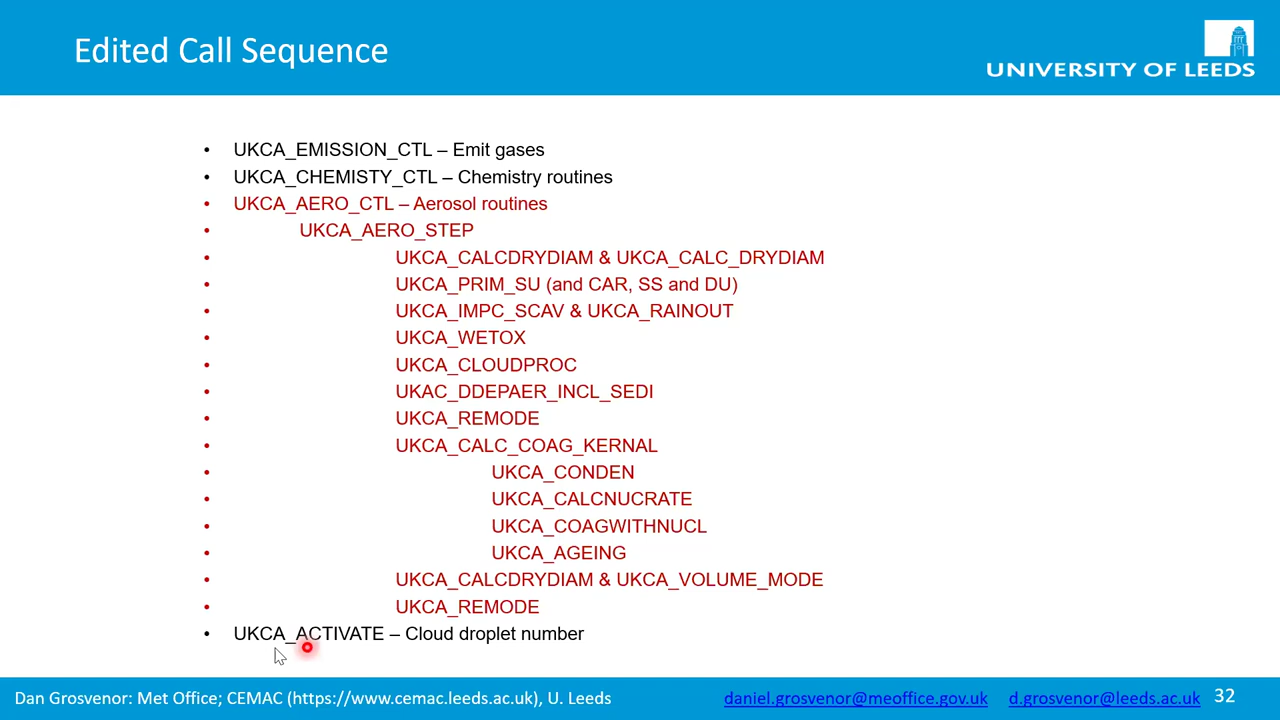 Edited Call Sequence
UNIVERSITY OF LEEDS
• UKCA_EMISSION_CTL – Emit gases
• UKCA_CHEMISTY_CTL – Chemistry routines
• UKCA_AERO_CTL – Aerosol routines
• UKCA_AERO_STEP
• UKCA_CALCDRYDIAM & UKCA_CALC_DRYDIAM
• UKCA_PRIM_SU (and CAR, SS and DU)
• UKCA_IMPC_SCAV & UKCA_RAINOUT
• UKCA_WETOX
• UKCA_CLOUDPROC
• UKAC_DDEPAER_INCL_SEDI
• UKCA_REMODE
• UKCA_CALC_COAG_KERNAL
• UKCA_CONDEN
• UKCA_CALCNUCRATE
• UKCA_COAGWITHNUCL
• UKCA_AGEING
• UKCA_CALCDRYDIAM & UKCA_VOLUME_MODE
• UKCA_REMODE
• UKCA_ACTIVATE – Cloud droplet number
Dan Grosvenor: Met Office; CEMAC (https://www.cemac.leeds.ac.uk), U. Leeds daniel.grosvenor@meoffice.gov.uk d.grosvenor@leeds.ac.uk 32